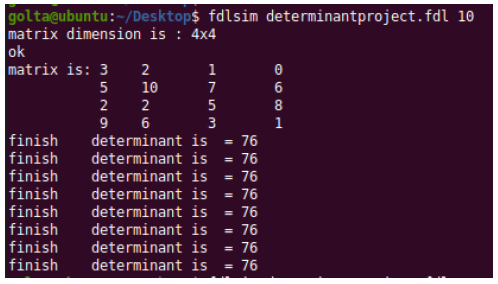 golta@ubuntu:~/Desktop$ fdlsim determinantproject.fdl 10
matrix dimension is : 4x4
ok
matrix is: 3 2 1 0
5 10 7 6
2 2 5 8
9 6 3 1
finish determinant is = 76
finish determinant is = 76
finish determinant is = 76
finish determinant is = 76
finish determinant is = 76
finish determinant is = 76
finish determinant is = 76
finish determinant is = 76